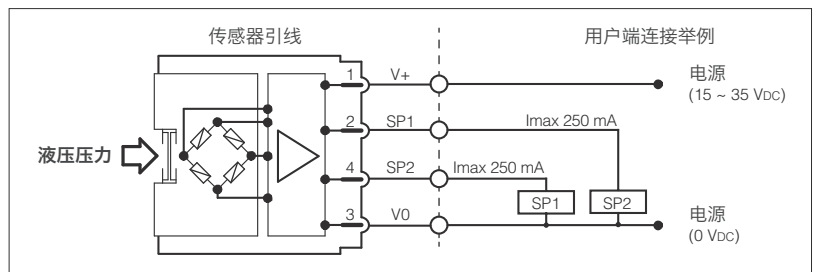 传感器引线
用户端连接举例
1 V+
电源
(15 ~ 35 VDC)
2 SP1
Imax 250 mA
液压压力
4 SP2
Imax 250 mA
SP1
SP2
3 V0
电源
(0 VDC)